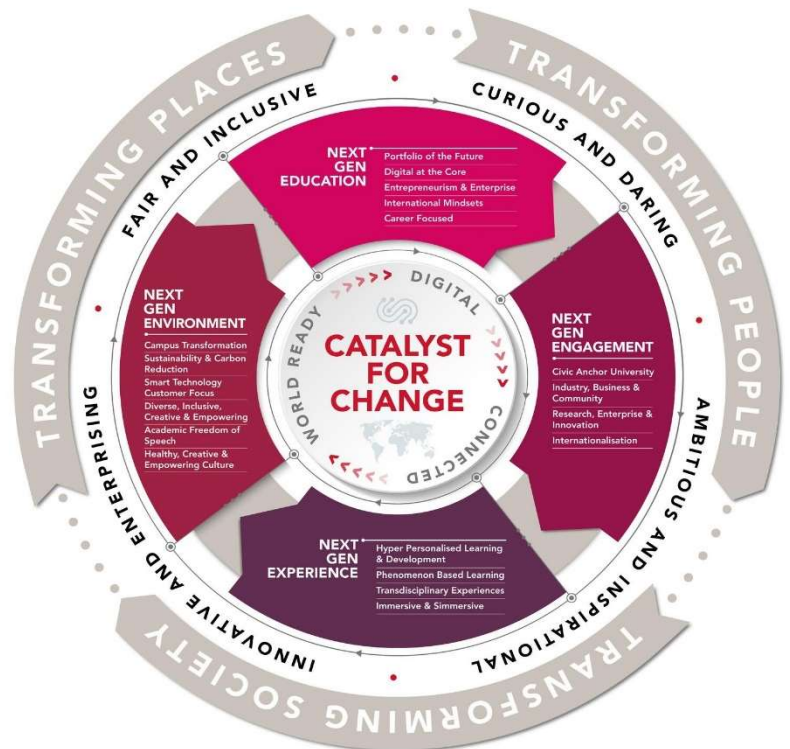 TRANSFORMING PLACES
TRANSFORMING PEOPLE
TRANSFORMING SOCIETY
FAIR AND INCLUSIVE
CURIOUS AND DARING
AMBITIOUS AND INSPIRATIONAL
INNOVATIVE AND ENTERPRISING
NEXT
GEN
EDUCATION
Portfolio of the Future
Digital at the Core
Entrepreneurism & Enterprise
International Mindsets
Career Focused
NEXT
GEN
ENVIRONMENT
Campus Transformation
Sustainability & Carbon
Reduction
Smart Technology
Customer Focus
Diverse, Inclusive,
Creative & Empowering
Academic Freedom of
Speech
Healthy, Creative &
Empowering Culture
WORLD READY
DIGITAL
CONNECTED
CATALYST
FOR
CHANGE
NEXT
GEN
ENGAGEMENT
Civic Anchor University
Industry, Business &
Community
Research, Enterprise &
Innovation
Internationalisation
NEXT
GEN
EXPERIENCE
Hyper Personalised Learning
& Development
Phenomenon Based Learning
Transdisciplinary Experiences
Immersive & Simmersive